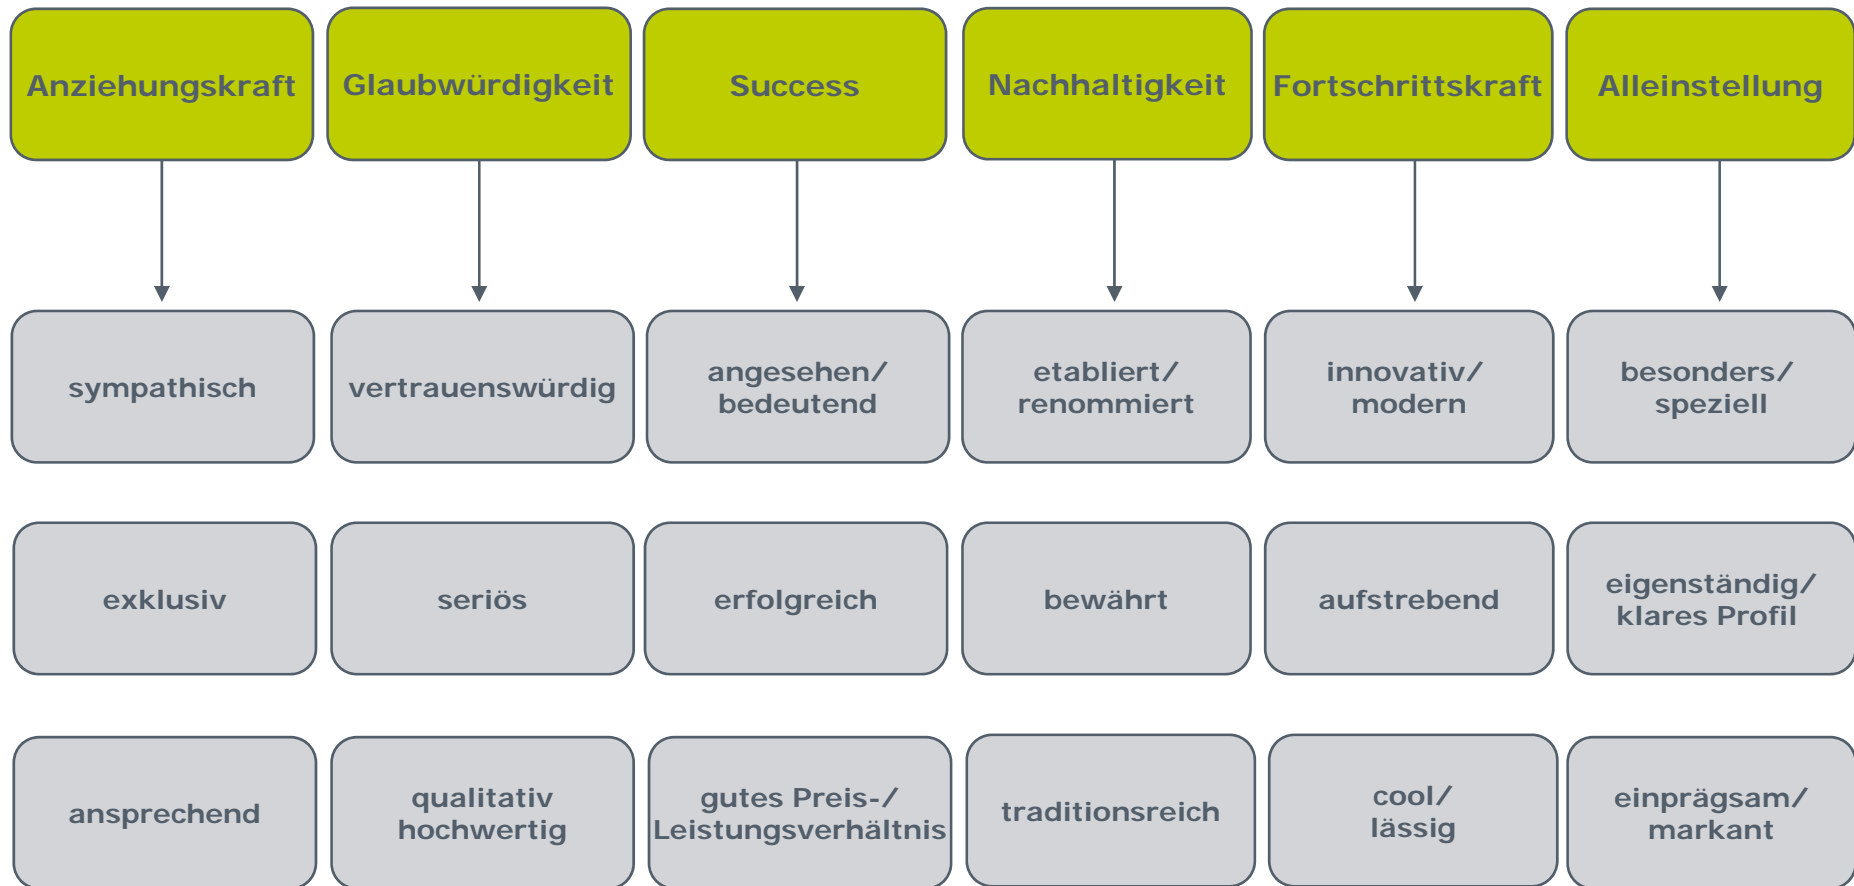 Anziehungskraft
Glaubwürdigkeit
Success
Nachhaltigkeit
Fortschrittskraft
Alleinstellung
sympathisch
vertrauenswürdig
angesehen/
bedeutend
etabliert/
renommiert
innovativ/
modern
besonders/
speziell
exklusiv
seriös
erfolgreich
bewährt
aufstrebend
eigenständig/
klares Profil
ansprechend
qualitativ
hochwertig
gutes Preis-/
Leistungsverhältnis
traditionsreich
cool/
lässig
einprägsam/
markant